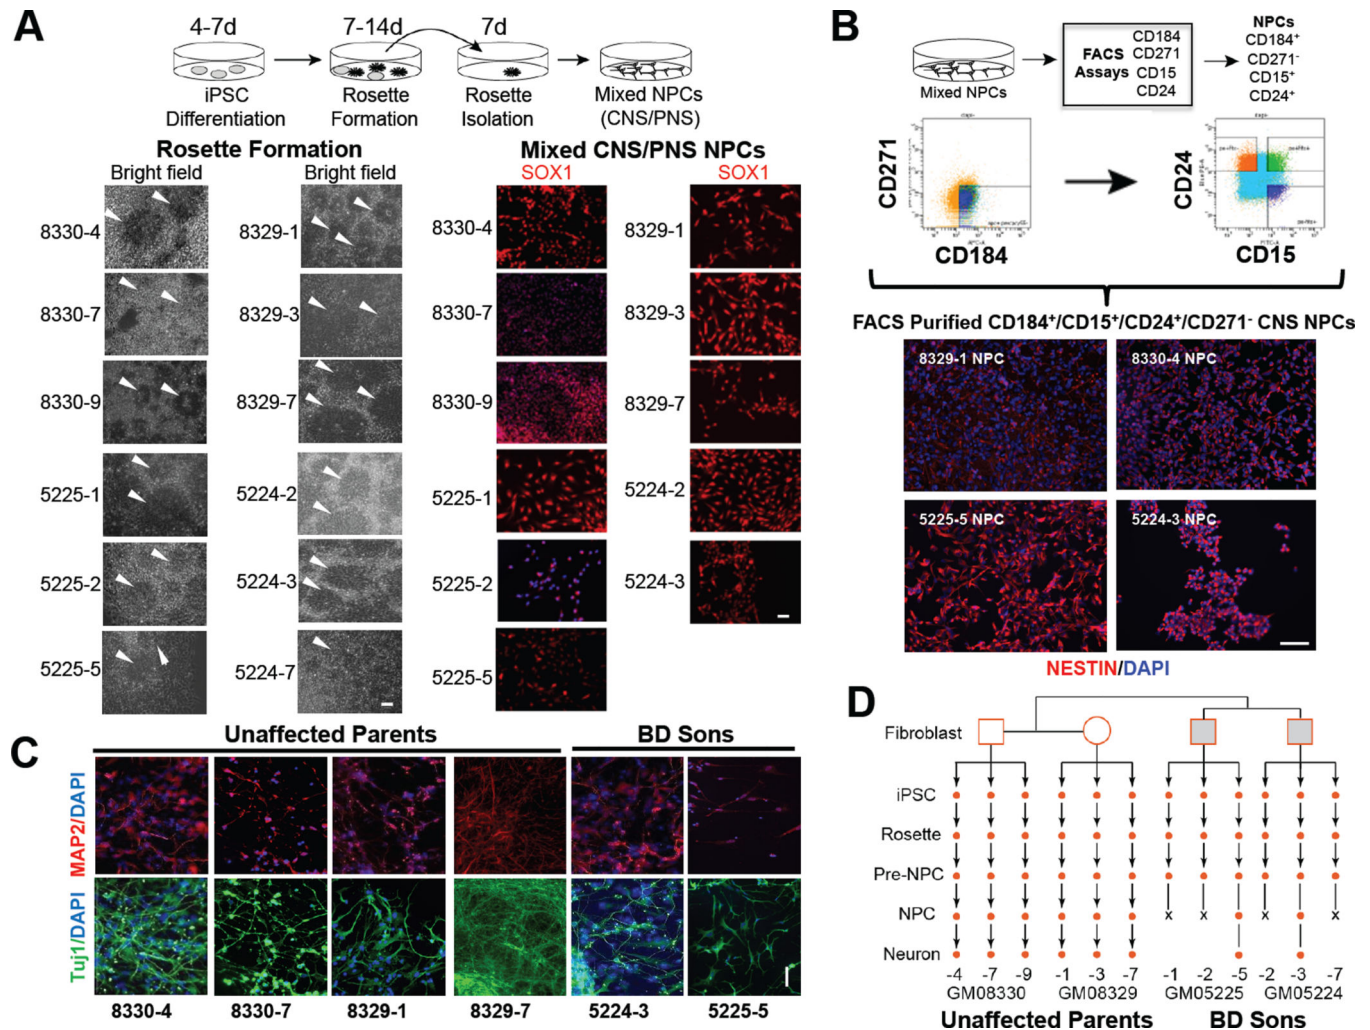 A
4-7d
7-14d
7d
iPSC
Differentiation
Rosette
Formation
Rosette
Isolation
Mixed NPCs
(CNS/PNS)
Rosette Formation
Mixed CNS/PNS NPCs
Bright field
Bright field
SOX1
SOX1
8330-4
8329-1
8330-4
8329-1
8330-7
8329-3
8330-7
8329-3
8330-9
8329-7
8330-9
8329-7
5225-1
5224-2
5225-1
5224-2
5225-2
5224-3
5225-2
5224-3
5225-5
5224-7
5225-5
B
Mixed NPCs
FACS
Assays
CD184
CD271
CD15
CD24
NPCs
CD184+
CD271-
CD15+
CD24+
CD271
CD184
APC-A
CD24
CD15
FITC-A
FACS Purified CD184+/CD15+/CD24+/CD271- CNS NPCs
8329-1 NPC
8330-4 NPC
5225-5 NPC
5224-3 NPC
NESTIN/DAPI
C
Unaffected Parents
BD Sons
MAP2/DAPI
Tuj1/DAPI
8330-4
8330-7
8329-1
8329-7
5224-3
5225-5
D
Fibroblast
iPSC
Rosette
Pre-NPC
NPC
x x x x
Neuron
-4 -7 -9 -1 -3 -7 -1 -2 -5 -2 -3 -7
GM08330 GM08329 GM05225 GM05224
Unaffected Parents BD Sons